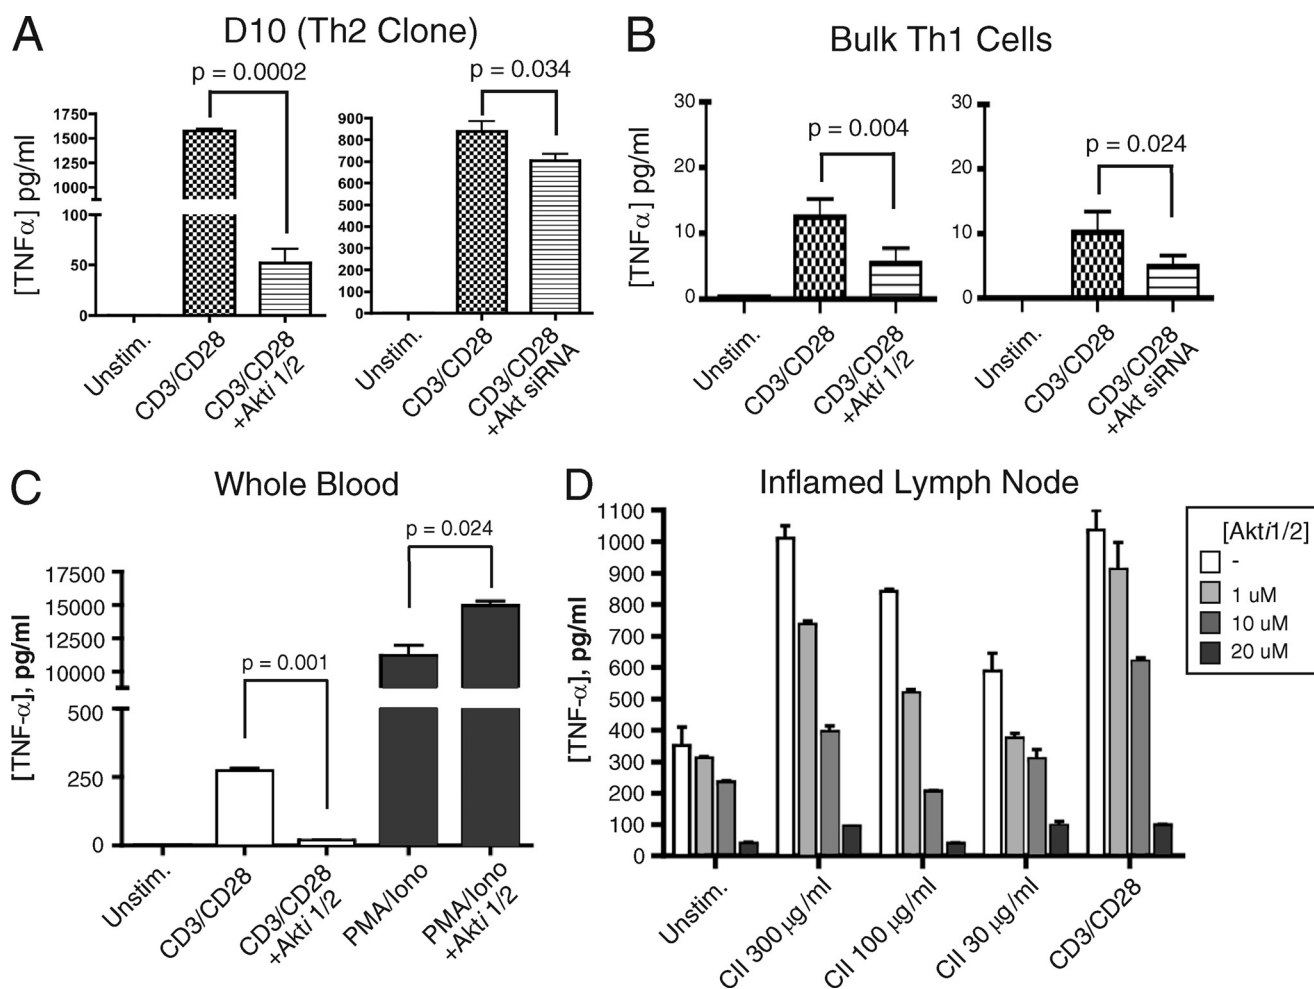 A
D10 (Th2 Clone)
p = 0.0002
p = 0.034
[TNFα] pg/ml
1750
1500
1250
1000
100
50
0
900
800
700
600
500
400
300
200
100
0
Unstim.
CD3/CD28
CD3/CD28
+Akti 1/2
Unstim.
CD3/CD28
CD3/CD28
+Akt siRNA
B
Bulk Th1 Cells
p = 0.004
p = 0.024
[TNFα] pg/ml
30
20
10
0
30
20
10
0
Unstim.
CD3/CD28
CD3/CD28
+Akti 1/2
Unstim.
CD3/CD28
CD3/CD28
+Akt siRNA
C
Whole Blood
p = 0.024
p = 0.001
[TNF-α], pg/ml
17500
15000
12500
10000
500
250
0
Unstim.
CD3/CD28
CD3/CD28
+Akti 1/2
PMA/Iono
PMA/Iono
+Akti 1/2
D
Inflamed Lymph Node
[TNF-α], pg/ml
1100
1000
900
800
700
600
500
400
300
200
100
0
Unstim.
CII 300 µg/ml
CII 100 µg/ml
CII 30 µg/ml
CD3/CD28
[Akti1/2]
-
1 uM
10 uM
20 uM